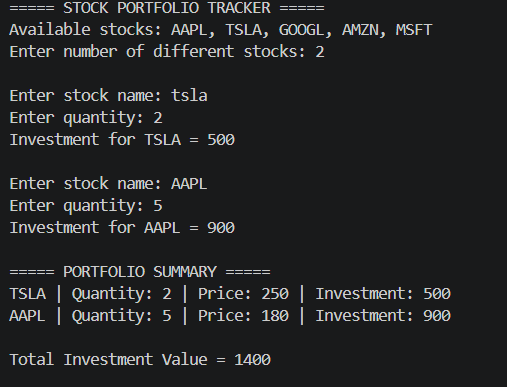 ===== STOCK PORTFOLIO TRACKER =====
Available stocks: AAPL, TSLA, GOOGL, AMZN, MSFT
Enter number of different stocks: 2
Enter stock name: tsla
Enter quantity: 2
Investment for TSLA = 500
Enter stock name: AAPL
Enter quantity: 5
Investment for AAPL = 900
===== PORTFOLIO SUMMARY =====
TSLA | Quantity: 2 | Price: 250 | Investment: 500
AAPL | Quantity: 5 | Price: 180 | Investment: 900
Total Investment Value = 1400